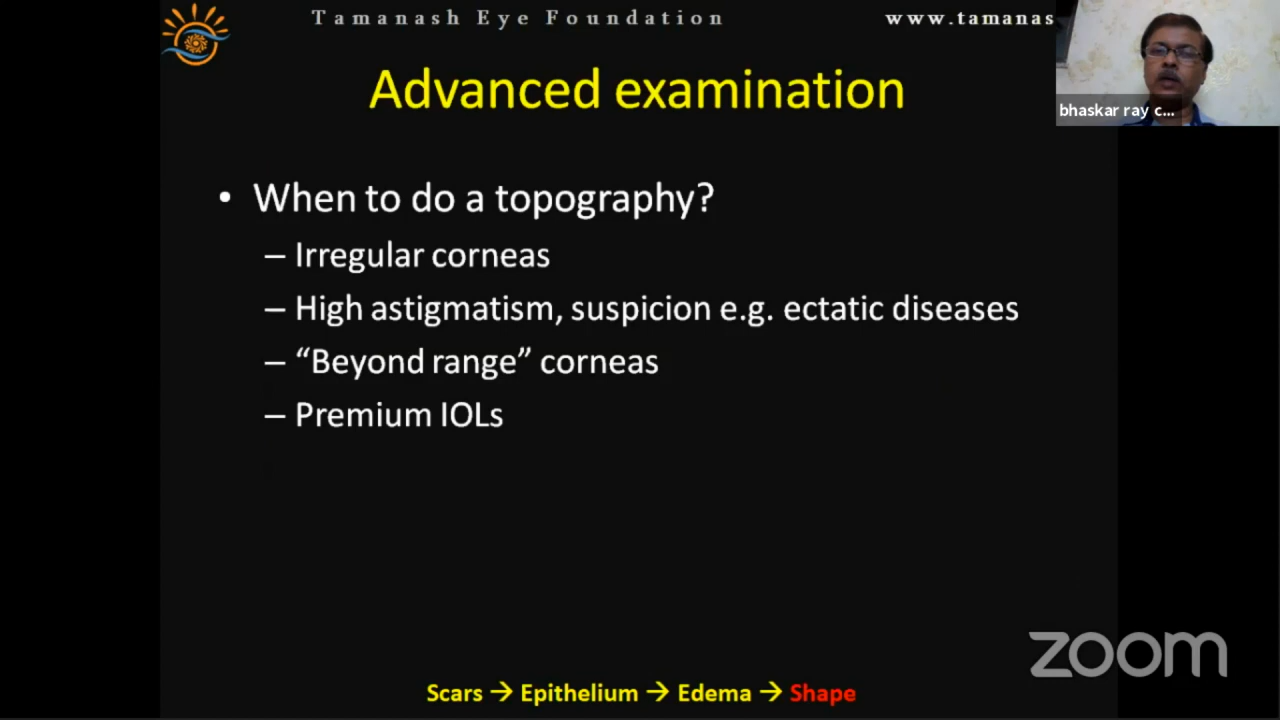 Tamanash Eye Foundation www.tamanas
bhaskar ray c...
Advanced examination
• When to do a topography?
– Irregular corneas
– High astigmatism, suspicion e.g. ectatic diseases
– “Beyond range” corneas
– Premium IOLs
zoom
Scars → Epithelium → Edema → Shape